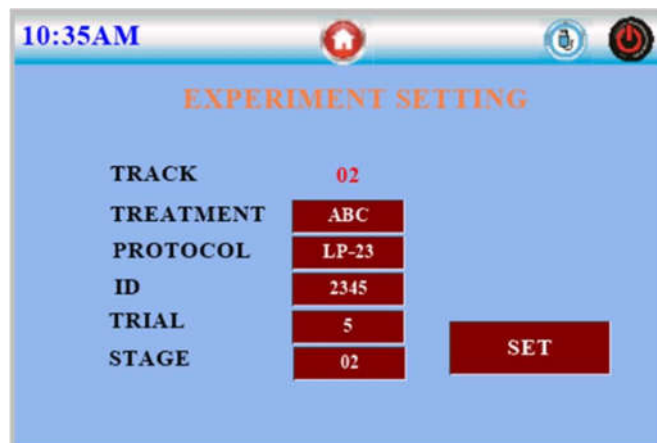 10:35AM
EXPERIMENT SETTING
TRACK 02
TREATMENT ABC
PROTOCOL LP-23
ID 2345
TRIAL 5
STAGE 02
SET